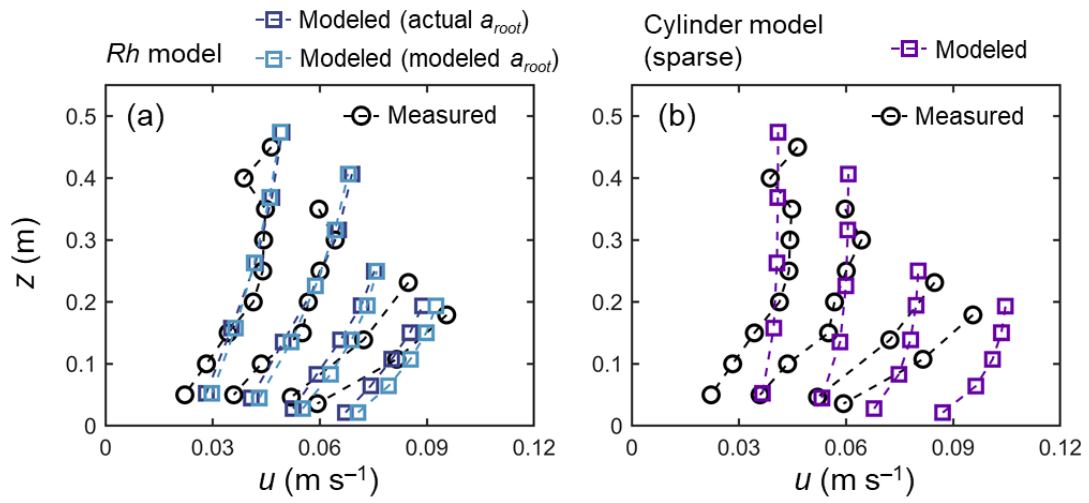 Rh model
Modeled (actual a_root)
Modeled (modeled a_root)
Cylinder model
(sparse)
Modeled
(a)
Measured
(b)
Measured
0.5
0.4
0.3
0.2
0.1
0
z (m)
0
0.03
0.06
0.09
0.12
u (m s⁻¹)
0.5
0.4
0.3
0.2
0.1
0
0
0.03
0.06
0.09
0.12
u (m s⁻¹)